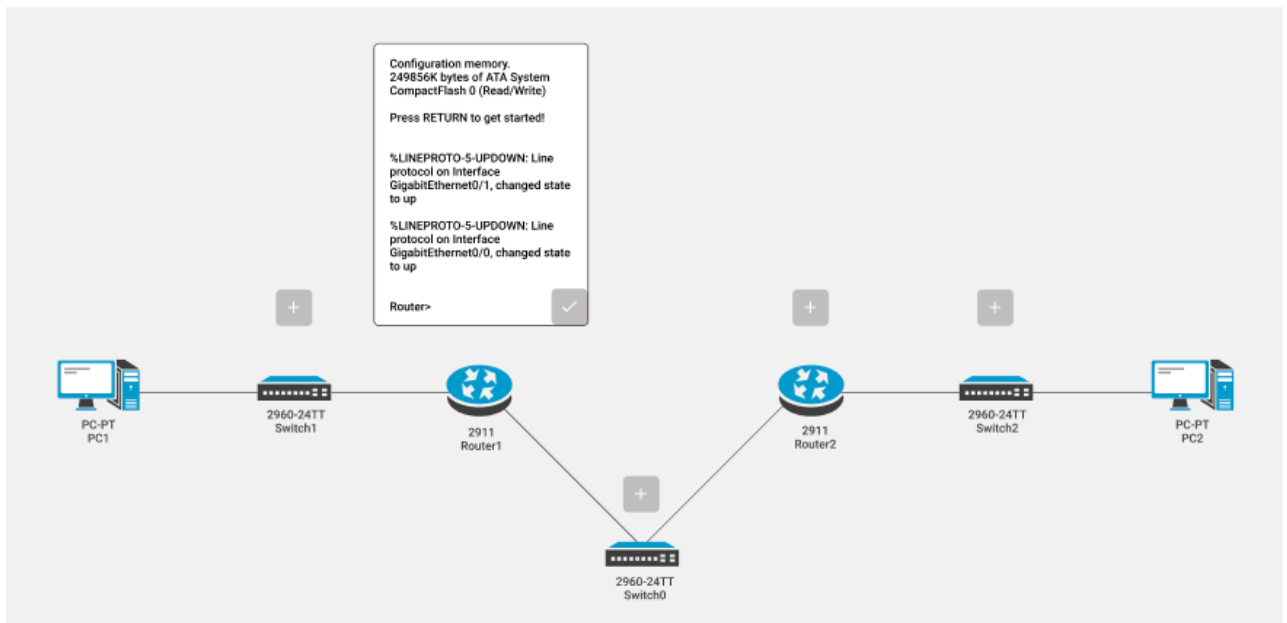 Configuration memory.
249856K bytes of ATA System
CompactFlash 0 (Read/Write)
Press RETURN to get started!
%LINEPROTO-5-UPDOWN: Line
protocol on Interface
GigabitEthernet0/1, changed state
to up
%LINEPROTO-5-UPDOWN: Line
protocol on Interface
GigabitEthernet0/0, changed state
to up
Router>
PC-PT
PC1
2960-24TT
Switch1
2911
Router1
2911
Router2
2960-24TT
Switch2
PC-PT
PC2
2960-24TT
Switch0